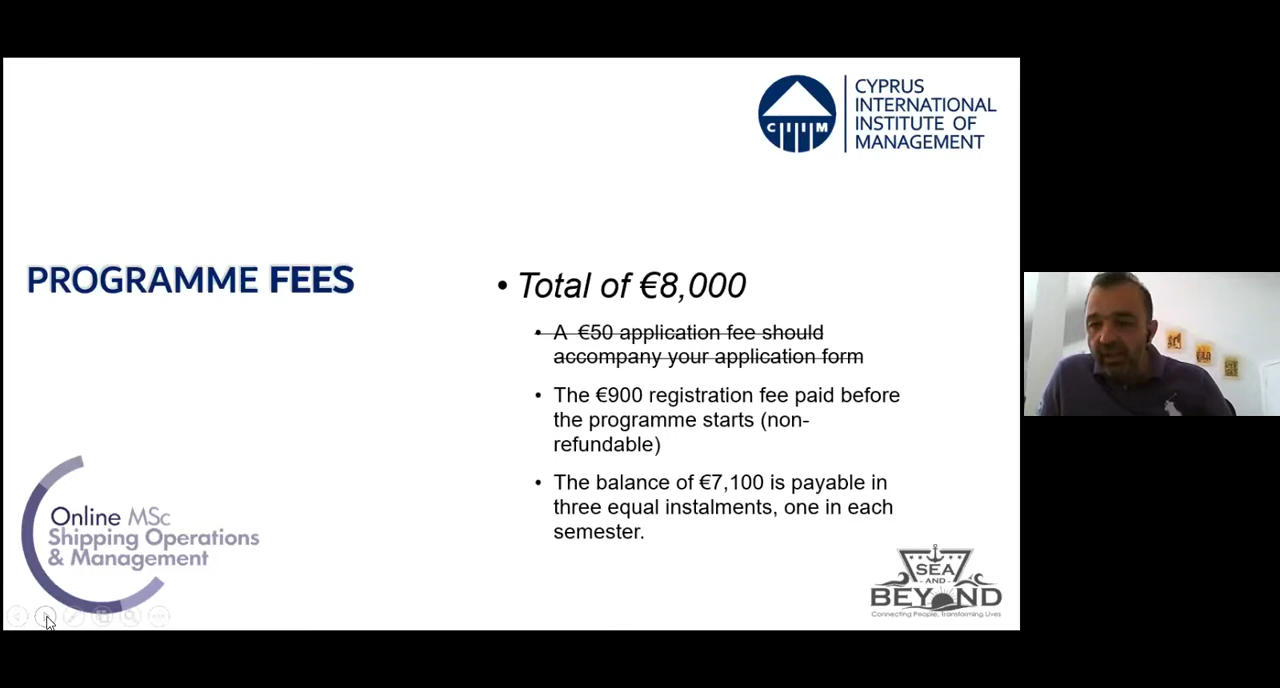 CYPRUS
INTERNATIONAL
INSTITUTE OF
MANAGEMENT
CIIM
PROGRAMME FEES
• Total of €8,000
• A €50 application fee should
accompany your application form
• The €900 registration fee paid before
the programme starts (non-
refundable)
• The balance of €7,100 is payable in
three equal instalments, one in each
semester.
Online MSc
Shipping Operations
& Management
SEA
AND
BEYOND
Connecting People, Transforming Lives